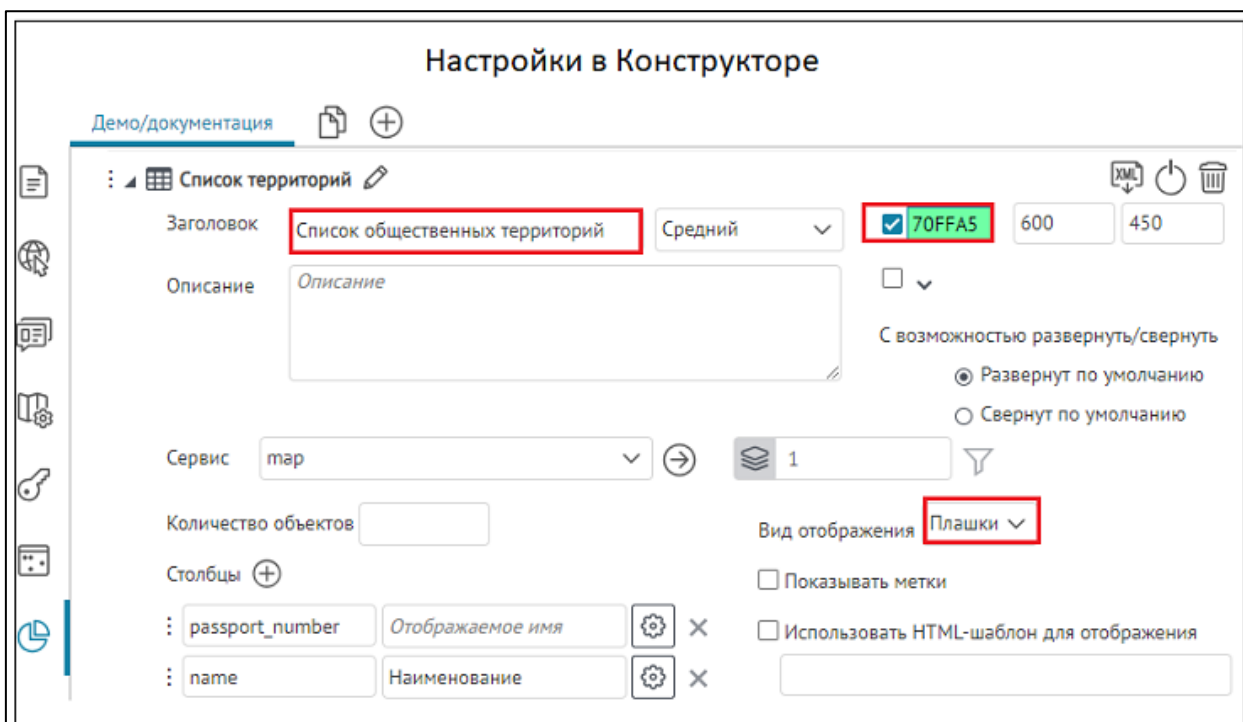 Настройки в Конструкторе
Демо/документация
Список территорий
XML
Заголовок Список общественных территорий Средний 70FFA5 600 450
Описание Описание
С возможностью развернуть/свернуть
Развернут по умолчанию
Свернут по умолчанию
Сервис map 1
Количество объектов Вид отображения Плашки
Столбцы
Показывать метки
passport_number Отображаемое имя
Использовать HTML-шаблон для отображения
name Наименование